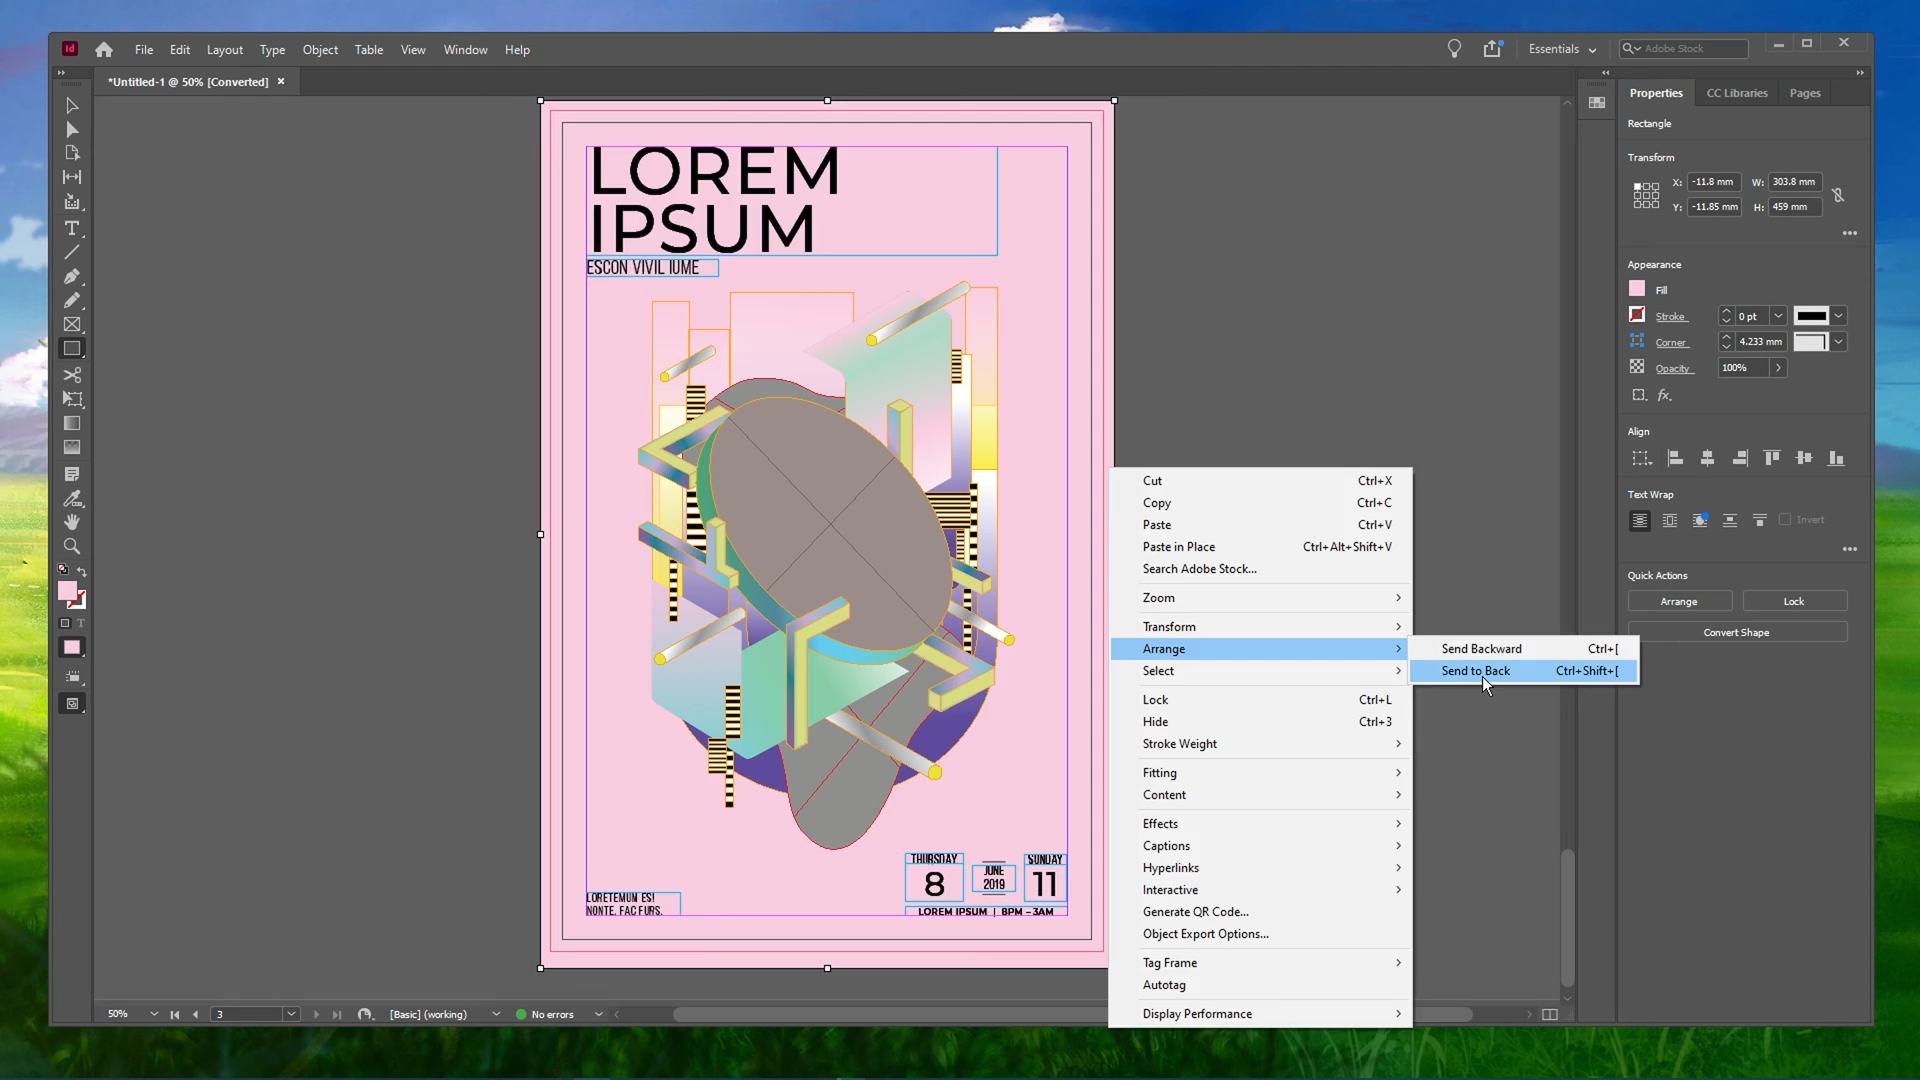 Id
File Edit Layout Type Object Table View Window Help
Essentials
Adobe Stock
*Untitled-1 @ 50% [Converted]
Properties CC Libraries Pages
Rectangle
Transform
X: -11.8 mm W: 303.8 mm
Y: -11.85 mm H: 459 mm
Appearance
Fill
Stroke 0 pt
Corner 4.233 mm
Opacity 100%
fx.
Align
Text Wrap
Invert
Quick Actions
Arrange Lock
Convert Shape
LOREM
IPSUM
ESCON VIVIL IUME
THURSDAY
8
JUNE
2019
SUNDAY
11
LOREM IPSUM | 8PM – 3AM
LORETEMUM ES!
NONTE, FAC FURS,
Cut Ctrl+X
Copy Ctrl+C
Paste Ctrl+V
Paste in Place Ctrl+Alt+Shift+V
Search Adobe Stock...
Zoom
Transform
Arrange
Select
Lock Ctrl+L
Hide Ctrl+3
Stroke Weight
Fitting
Content
Effects
Captions
Hyperlinks
Interactive
Generate QR Code...
Object Export Options...
Tag Frame
Autotag
Display Performance
Send Backward Ctrl+[
Send to Back Ctrl+Shift+[
50% 3 [Basic] (working) No errors